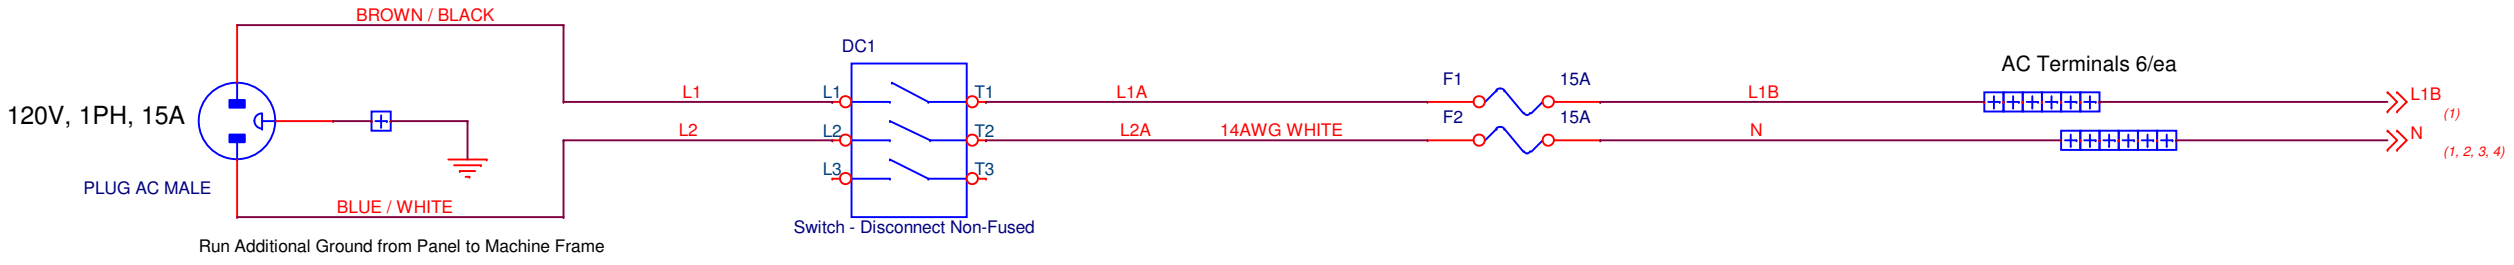 BROWN / BLACK
120V, 1PH, 15A
PLUG AC MALE
BLUE / WHITE
Run Additional Ground from Panel to Machine Frame
L1
L2
DC1
L1
L2
L3
T1
T2
T3
Switch - Disconnect Non-Fused
L1A
L2A
14AWG WHITE
F1
15A
F2
15A
L1B
N
AC Terminals 6/ea
L1B
(1)
N
(1, 2, 3, 4)